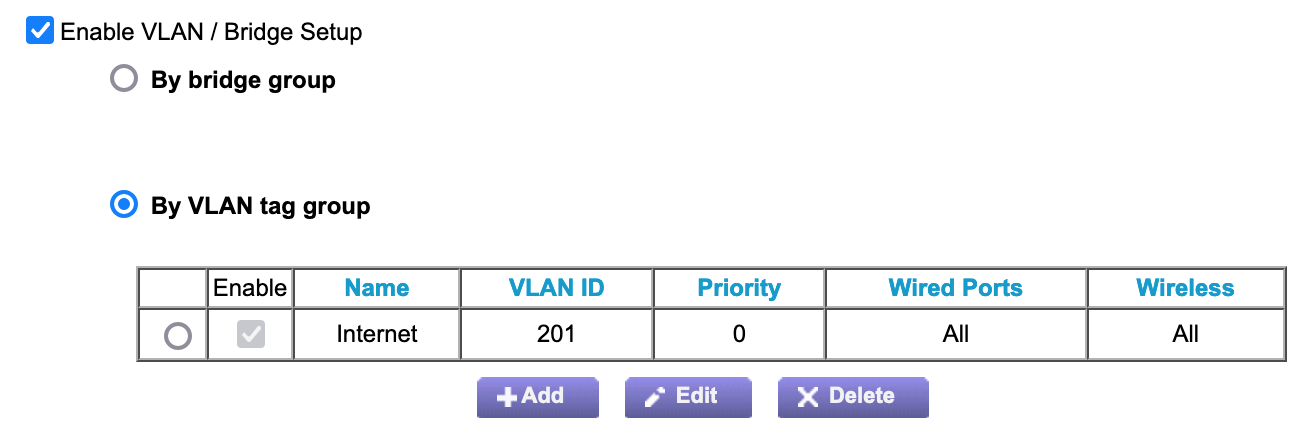 Enable VLAN / Bridge Setup
By bridge group
By VLAN tag group
Enable Name VLAN ID Priority Wired Ports Wireless
Internet 201 0 All All
Add Edit Delete